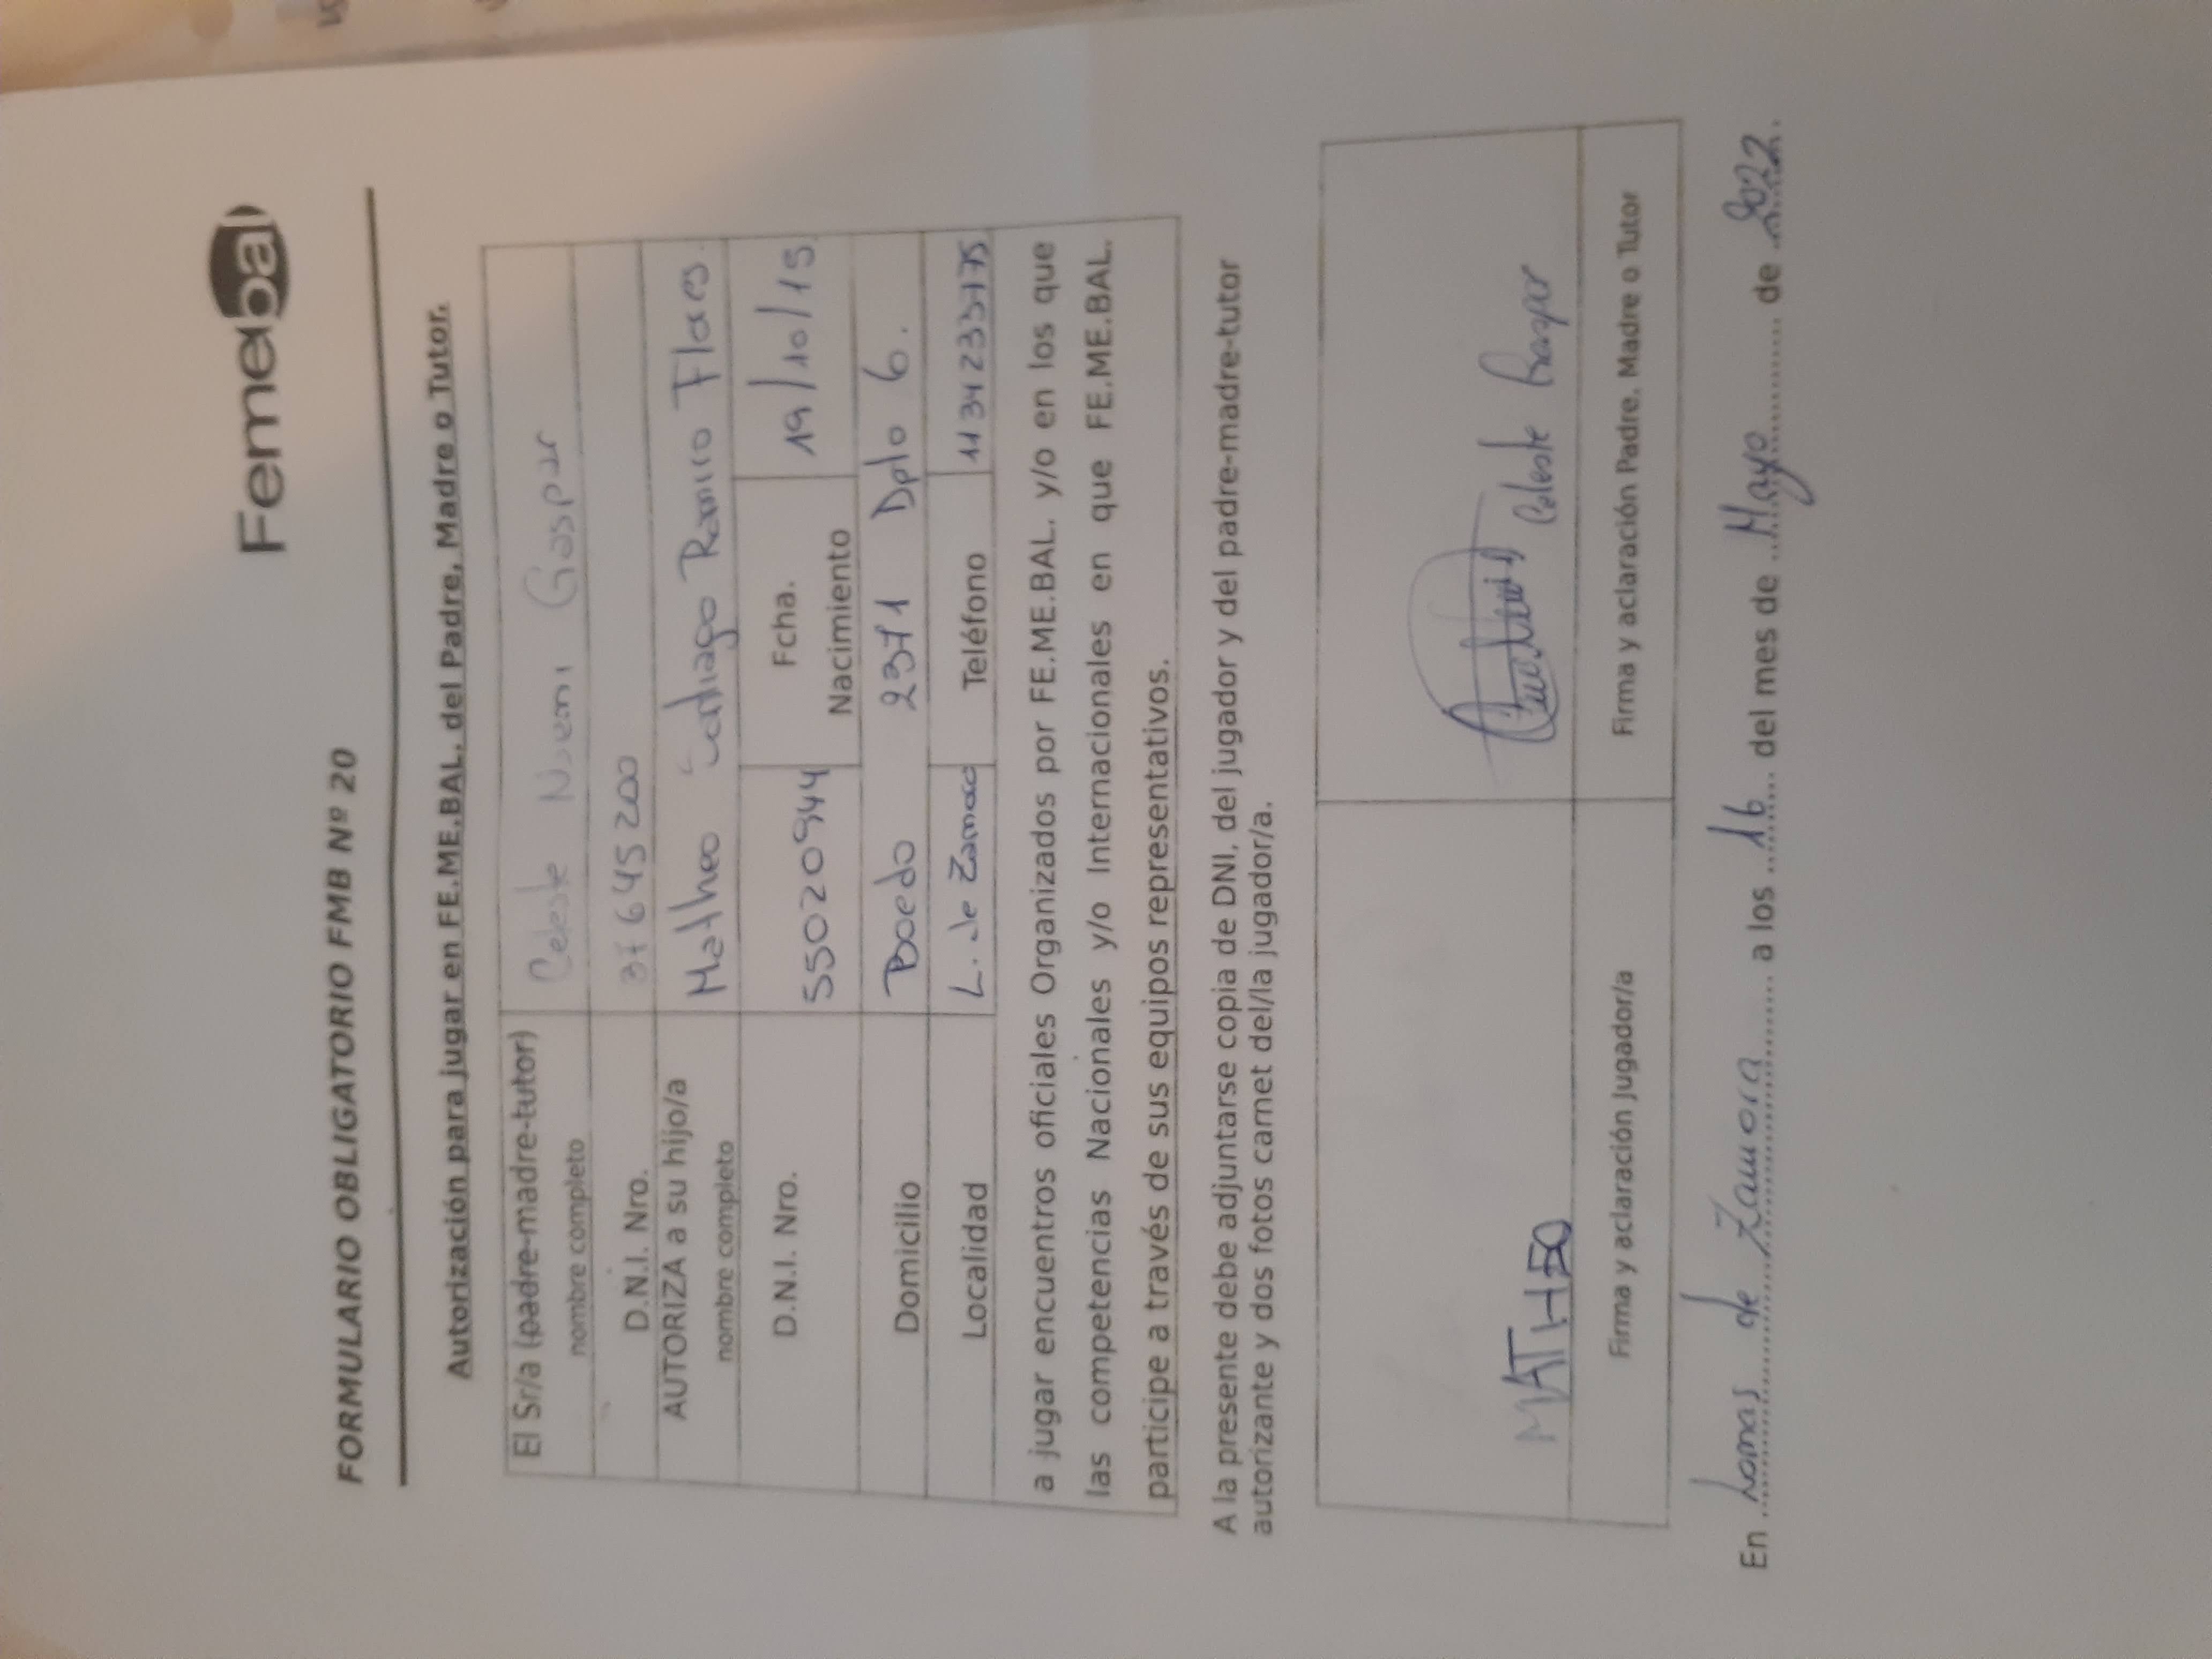 Femebal
FORMULARIO OBLIGATORIO FMB Nº 20
Autorización para jugar en FE.ME.BAL. del Padre, Madre o Tutor.
El Sr/a (padre-madre-tutor) Celeste Noemi Gaspar
nombre completo
D.N.I. Nro. 37645200
AUTORIZA a su hijo/a Matheo Santiago Ramiro Flores
nombre completo
D.N.I. Nro. 55020944 Fcha. 19/10/15
Nacimiento
Domicilio Boedo 2371 Dpto 6.
Localidad L. de Zamora Teléfono 1134233775
a jugar encuentros oficiales Organizados por FE.ME.BAL. y/o en los que
las competencias Nacionales y/o Internacionales en que FE.ME.BAL.
participe a través de sus equipos representativos.
A la presente debe adjuntarse copia de DNI, del jugador y del padre-madre-tutor
autorizante y dos fotos carnet del/la jugador/a.
MATHEO Celeste Gaspar
Firma y aclaración Jugador/a Firma y aclaración Padre, Madre o Tutor
En Lomas de Zamora a los 16 del mes de Mayo de 2022.